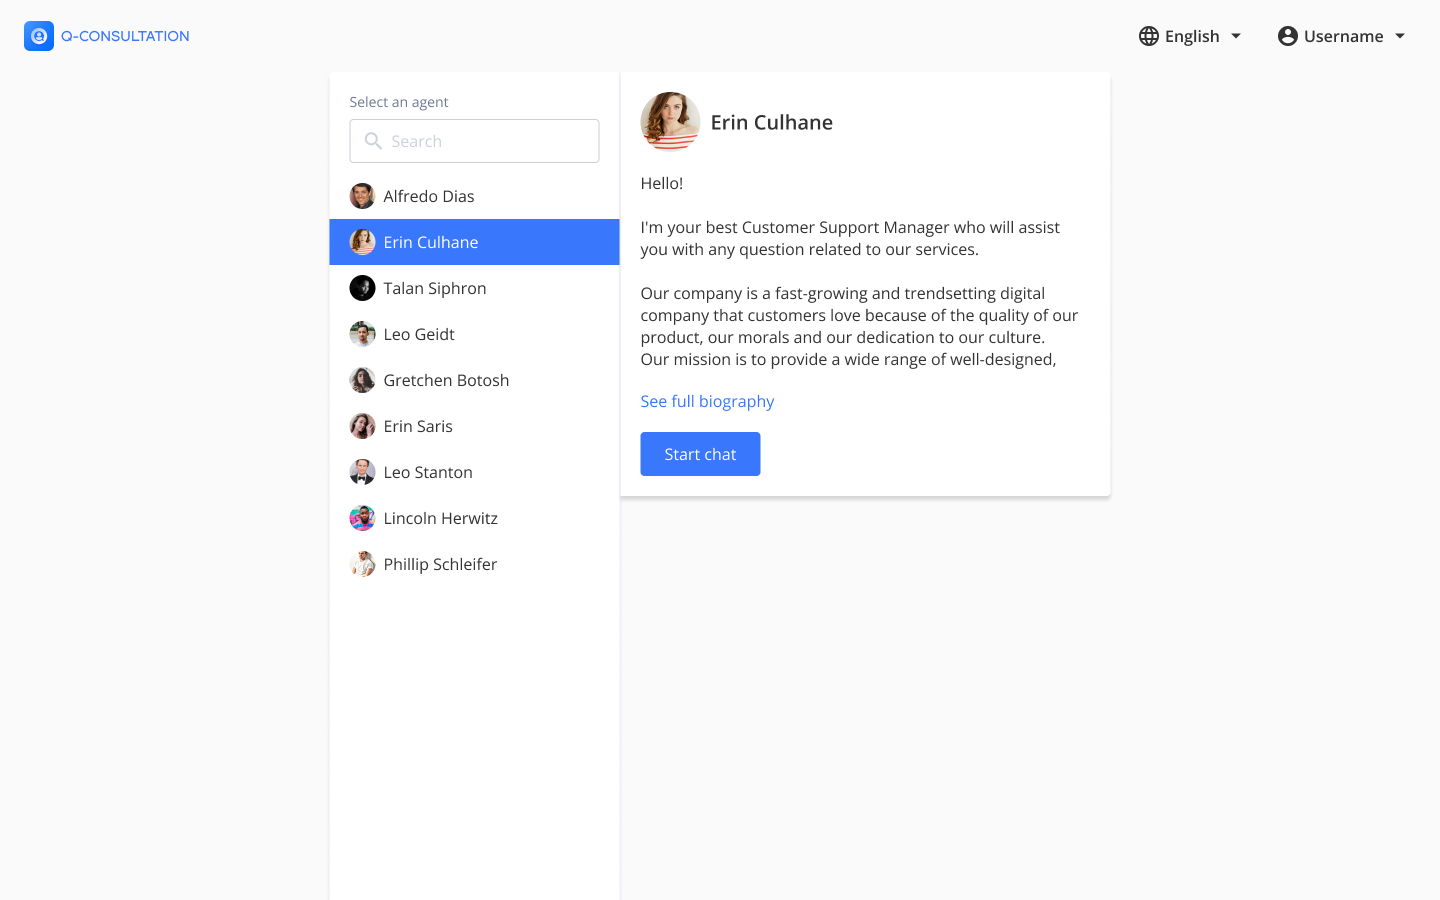 Q-CONSULTATION
English
Username
Select an agent
Search
Alfredo Dias
Erin Culhane
Talan Siphron
Leo Geidt
Gretchen Botosh
Erin Saris
Leo Stanton
Lincoln Herwitz
Phillip Schleifer
Erin Culhane
Hello!
I'm your best Customer Support Manager who will assist
you with any question related to our services.
Our company is a fast-growing and trendsetting digital
company that customers love because of the quality of our
product, our morals and our dedication to our culture.
Our mission is to provide a wide range of well-designed,
See full biography
Start chat